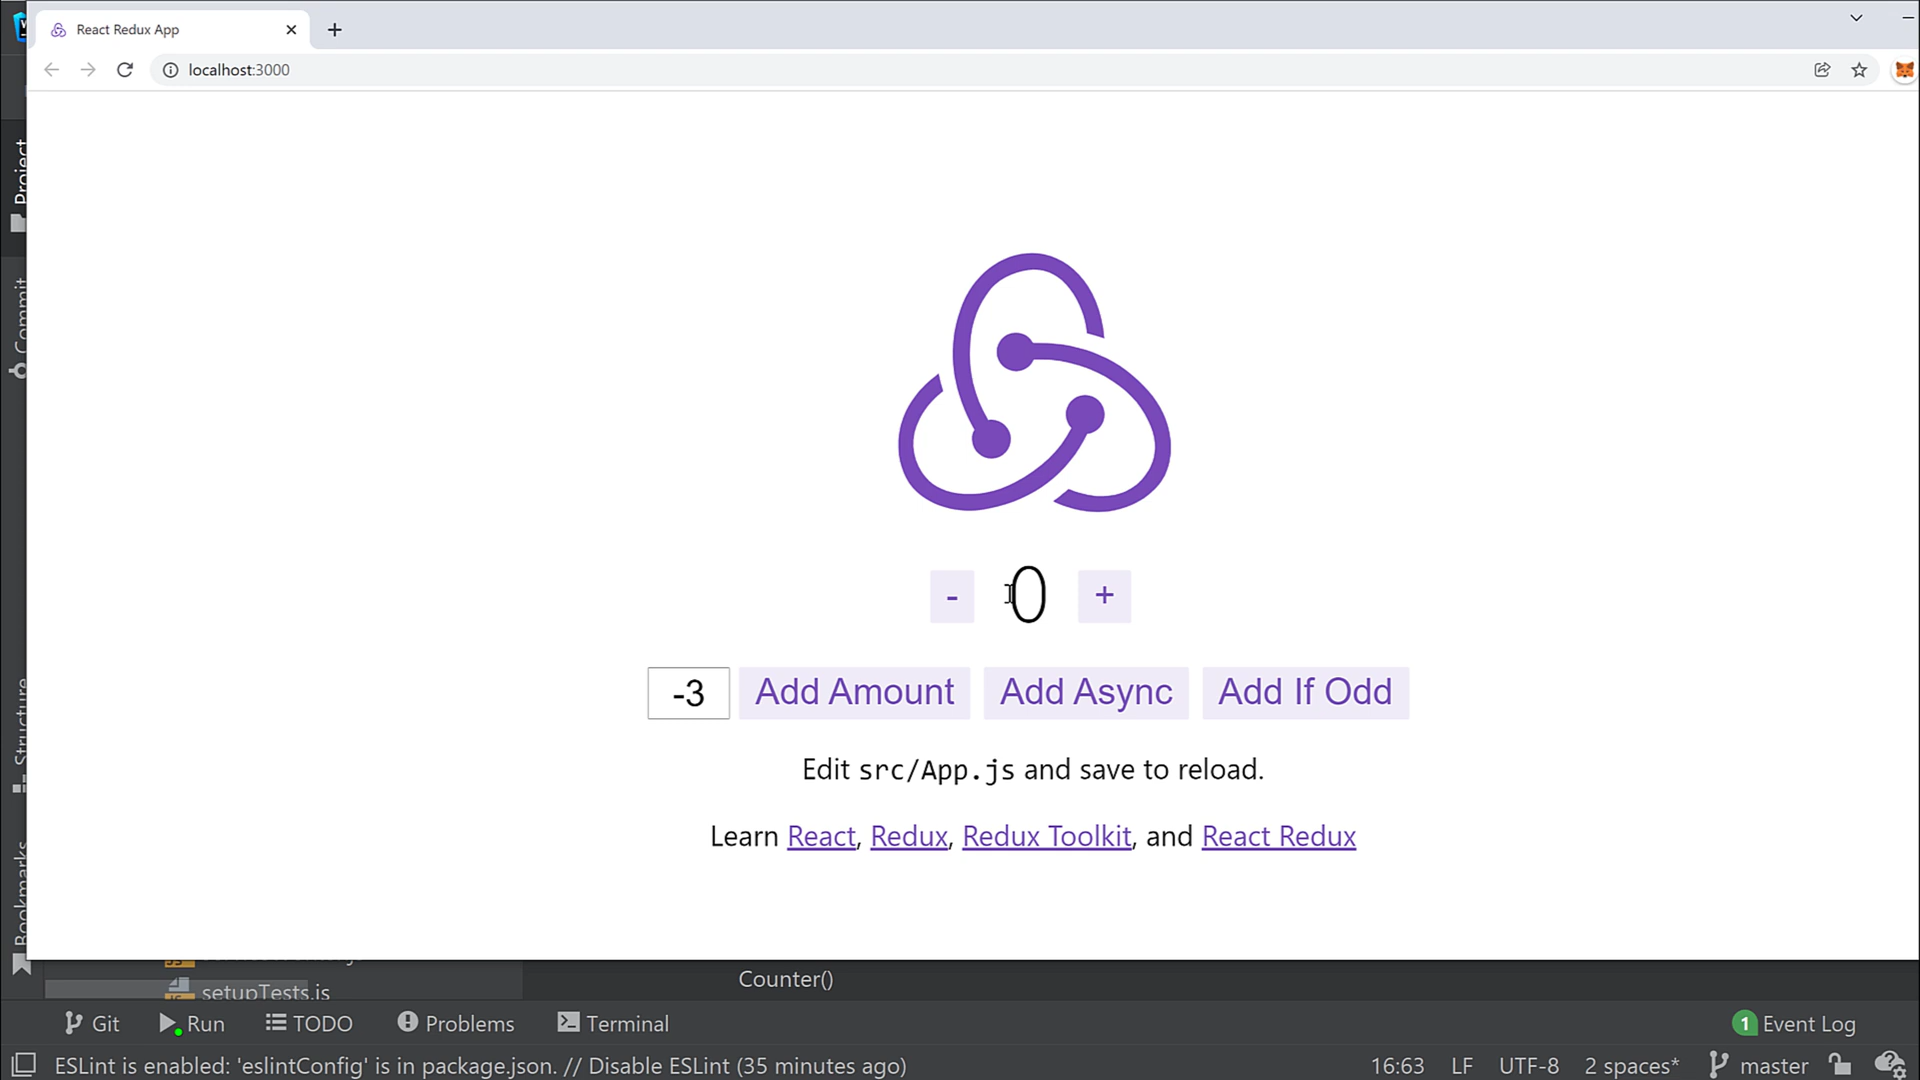 React Redux App
localhost:3000
Project
Commit
Structure
Bookmarks
- 0 +
-3 Add Amount Add Async Add If Odd
Edit src/App.js and save to reload.
Learn React, Redux, Redux Toolkit, and React Redux
Counter()
setupTests.js
Git Run TODO Problems Terminal 1 Event Log
ESLint is enabled: 'eslintConfig' is in package.json. // Disable ESLint (35 minutes ago) 16:63 LF UTF-8 2 spaces* master